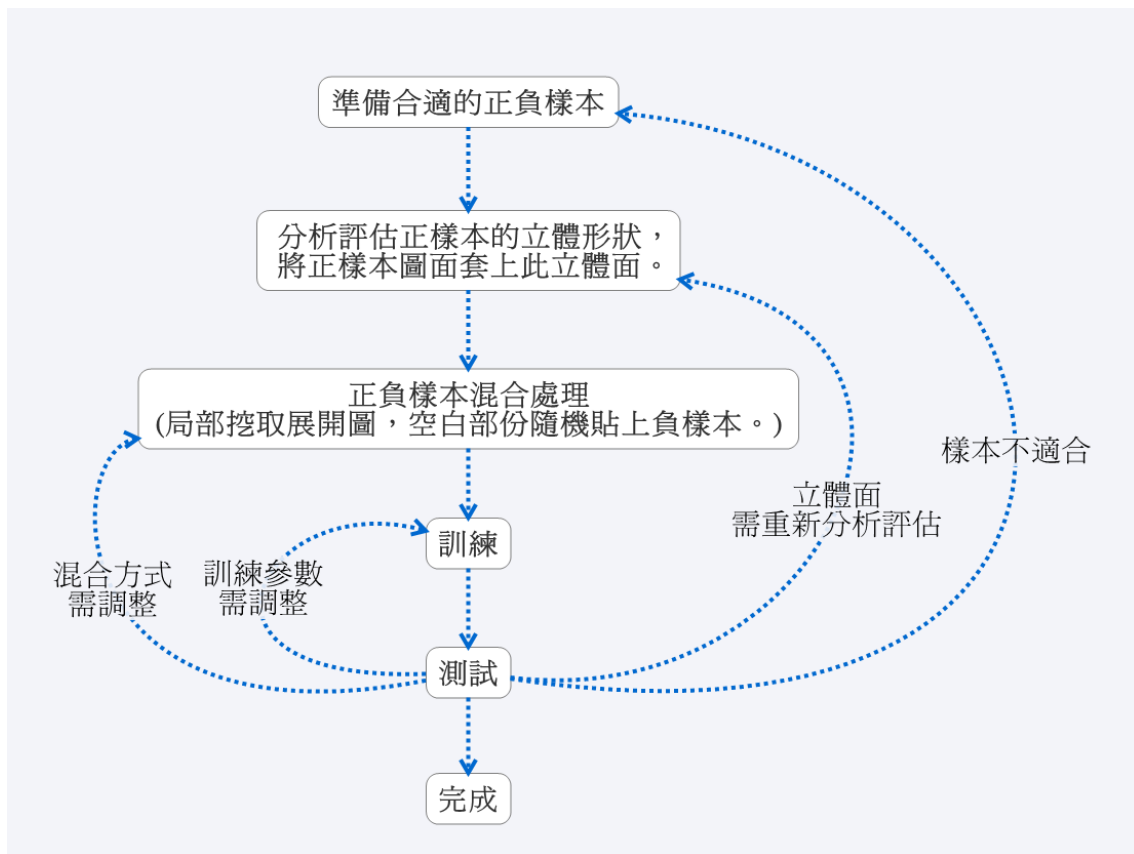 準備合適的正負樣本
分析評估正樣本的立體形狀，
將正樣本圖面套上此立體面。
正負樣本混合處理
(局部挖取展開圖，空白部份隨機貼上負樣本。)
樣本不適合
立體面
需重新分析評估
訓練
混合方式
需調整
訓練參數
需調整
測試
完成